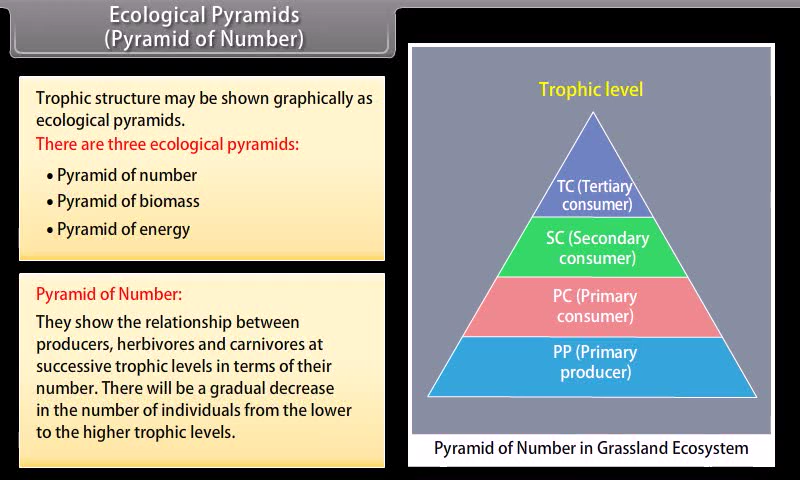 Ecological Pyramids
(Pyramid of Number)
Trophic structure may be shown graphically as
ecological pyramids.
There are three ecological pyramids:
• Pyramid of number
• Pyramid of biomass
• Pyramid of energy
Pyramid of Number:
They show the relationship between
producers, herbivores and carnivores at
successive trophic levels in terms of their
number. There will be a gradual decrease
in the number of individuals from the lower
to the higher trophic levels.
Trophic level
TC (Tertiary
consumer)
SC (Secondary
consumer)
PC (Primary
consumer)
PP (Primary
producer)
Pyramid of Number in Grassland Ecosystem